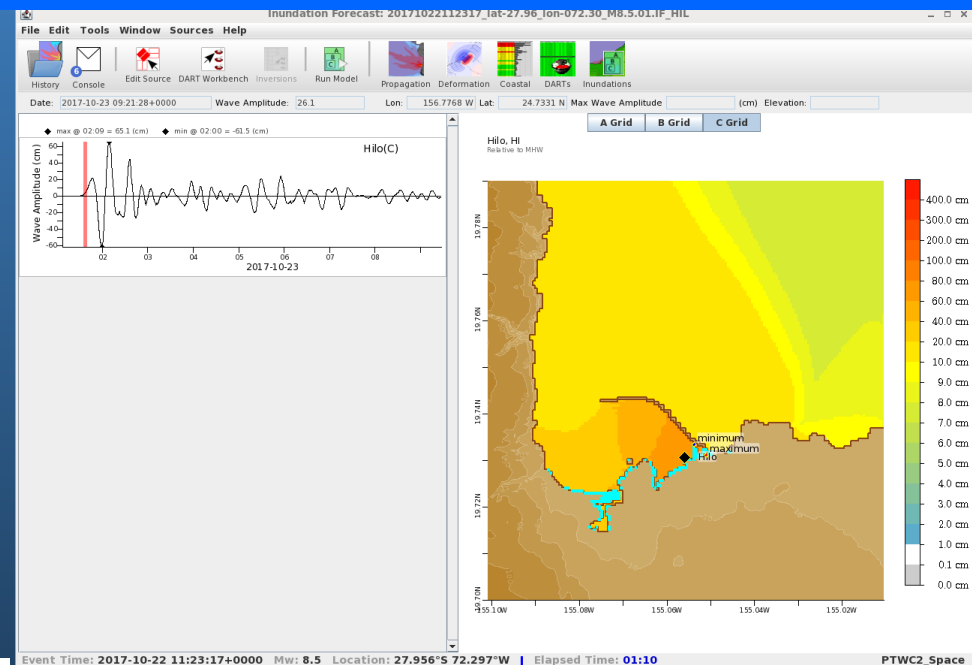 Inundation Forecast: 20171022112317_lat-27.96_lon-072.30_M8.5.01.IF_HIL
File Edit Tools Window Sources Help
6
History Console Edit Source DART Workbench Inversions Run Model Propagation Deformation Coastal DARTs Inundations
Date: 2017-10-23 09:21:28+0000 Wave Amplitude: 26.1 Lon: 156.7768 W Lat: 24.7331 N Max Wave Amplitude (cm) Elevation:
A Grid B Grid C Grid
max @ 02:09 = 65.1 (cm) min @ 02:00 = -61.5 (cm)
Hilo(C)
Wave Amplitude (cm)
60
40
20
0
-20
-40
-60
02 03 04 05 06 07 08
2017-10-23
Hilo, HI
Relative to MHW
19.78N
19.76N
19.74N
19.72N
19.70N
minimum
maximum
Hilo
155.10W 155.08W 155.06W 155.04W 155.02W
400.0 cm
300.0 cm
200.0 cm
100.0 cm
80.0 cm
60.0 cm
40.0 cm
20.0 cm
10.0 cm
9.0 cm
8.0 cm
7.0 cm
6.0 cm
5.0 cm
4.0 cm
3.0 cm
2.0 cm
1.0 cm
0.1 cm
0.0 cm
Event Time: 2017-10-22 11:23:17+0000 Mw: 8.5 Location: 27.956°S 72.297°W | Elapsed Time: 01:10 PTWC2_Space